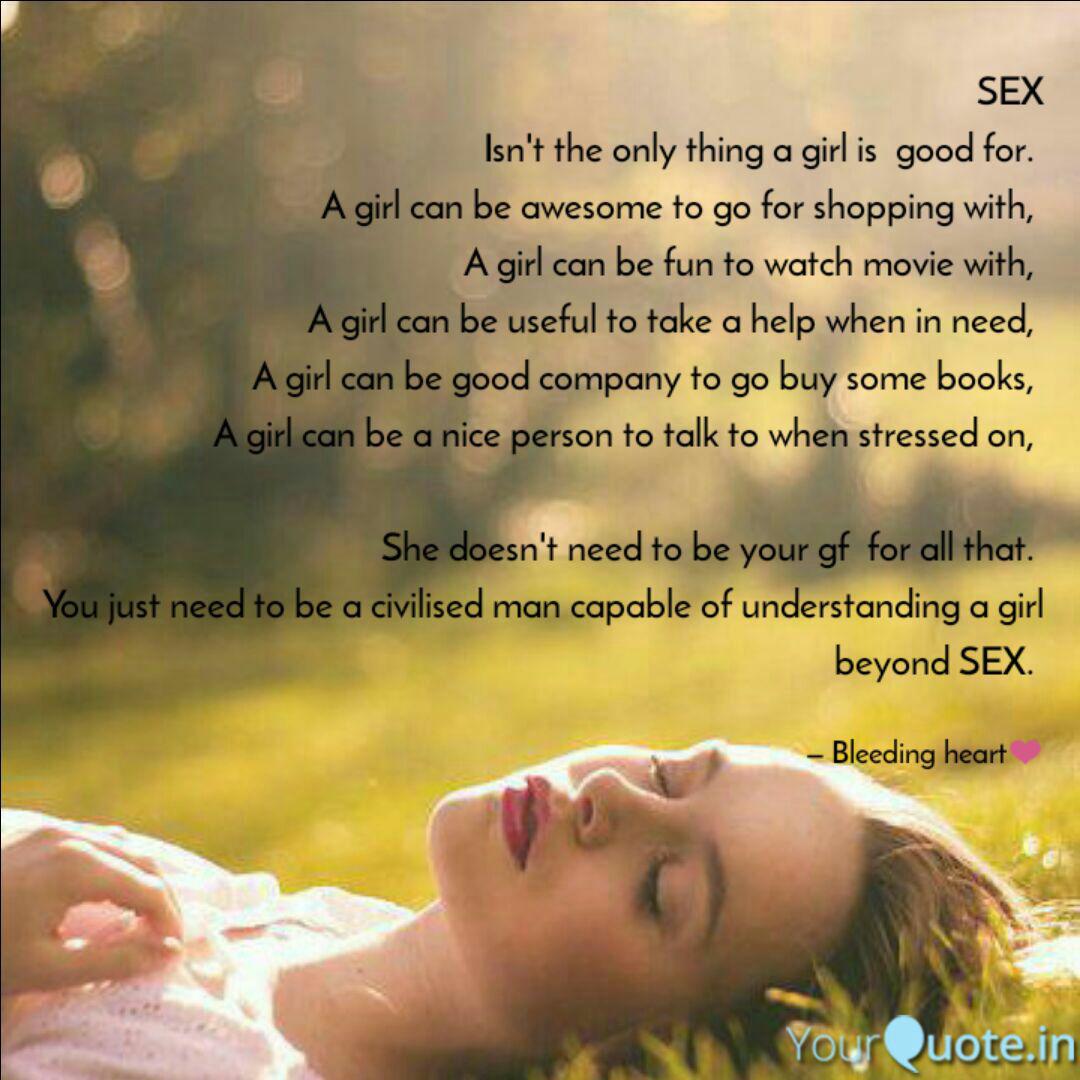 SEX
Isn't the only thing a girl is good for.
A girl can be awesome to go for shopping with,
A girl can be fun to watch movie with,
A girl can be useful to take a help when in need,
A girl can be good company to go buy some books,
A girl can be a nice person to talk to when stressed on,
She doesn't need to be your gf for all that.
You just need to be a civilised man capable of understanding a girl
beyond SEX.
– Bleeding heart
YourQuote.in